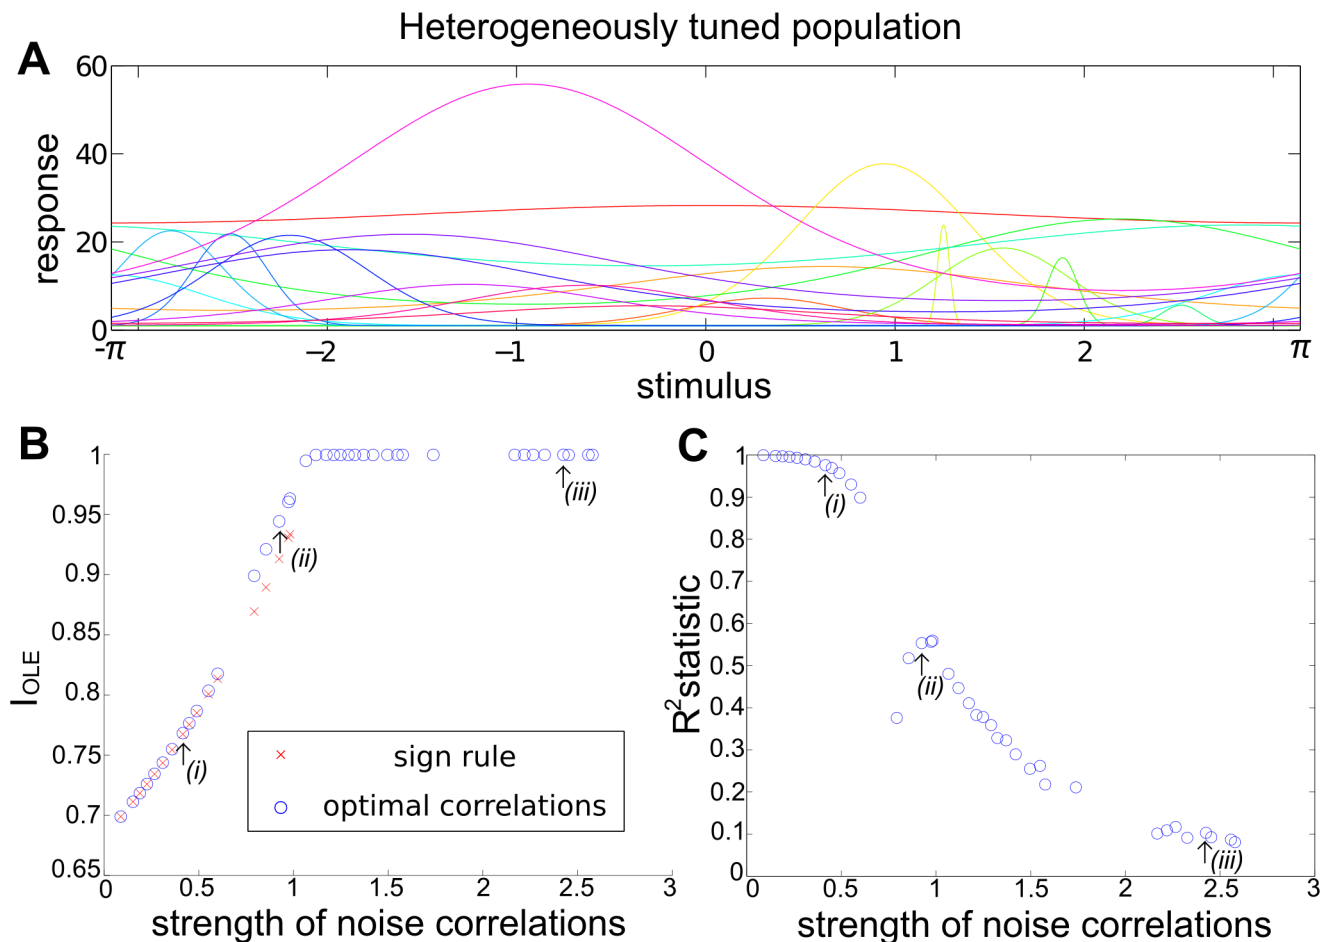 Heterogeneously tuned population
A
60
40
20
0
response
-π
−2
−1
0
1
2
π
stimulus
B
1
0.95
0.9
0.85
0.8
0.75
0.7
0.65
I_OLE
(i)
(ii)
(iii)
sign rule
optimal correlations
0
0.5
1
1.5
2
2.5
3
strength of noise correlations
C
1
0.9
0.8
0.7
0.6
0.5
0.4
0.3
0.2
0.1
0
R² statistic
(i)
(ii)
(iii)
0
0.5
1
1.5
2
2.5
3
strength of noise correlations